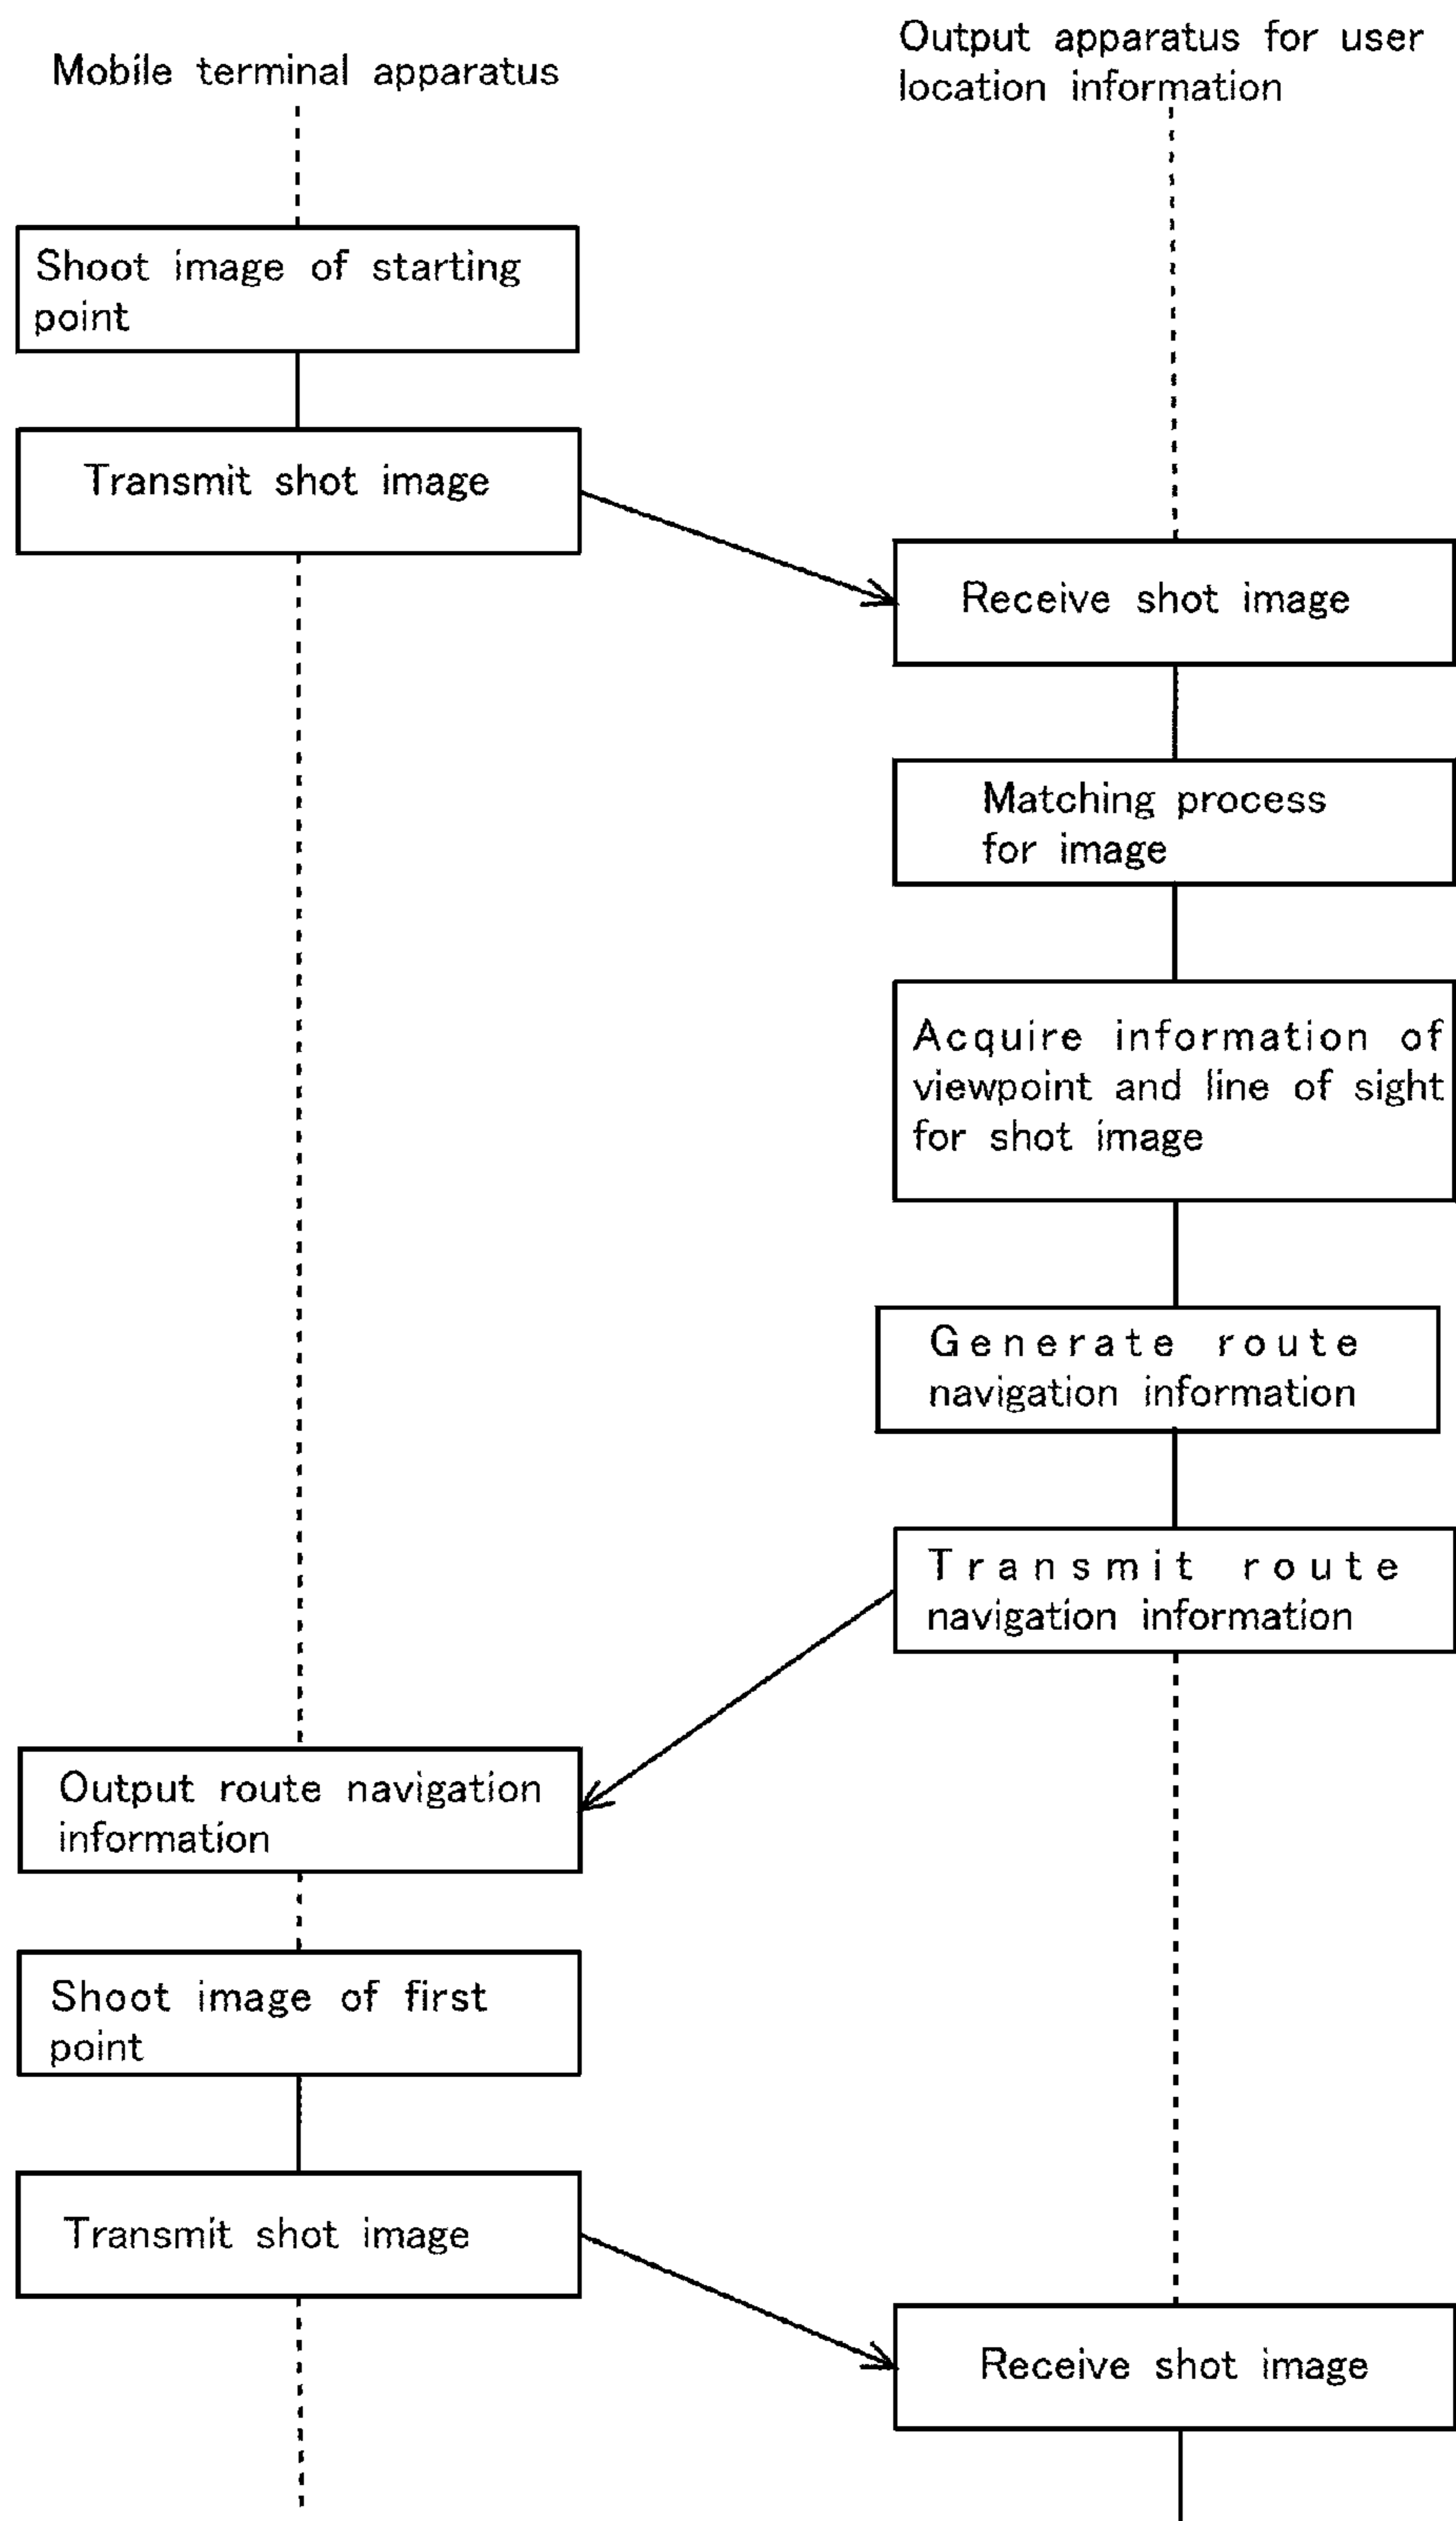 Mobile terminal apparatus
Output apparatus for user
location information
Shoot image of starting
point
Transmit shot image
Receive shot image
Matching process
for image
Acquire information of
viewpoint and line of sight
for shot image
Generate route
navigation information
Transmit route
navigation information
Output route navigation
information
Shoot image of first
point
Transmit shot image
Receive shot image